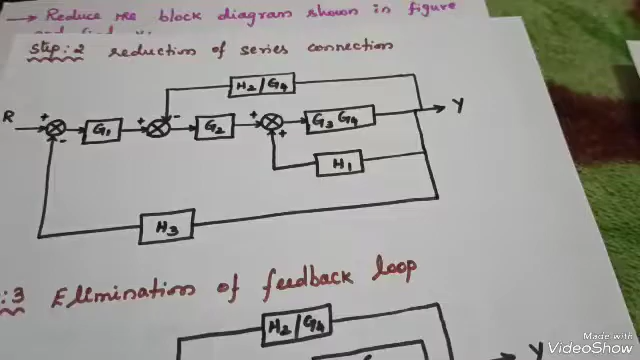 → Reduce the block diagram shown in figure
Step:2 reduction of series connection
H2/G4
R + - G1 + - G2 + + G3 G4 Y
H1
H3
:3 Elimination of feedback loop
H2/G4
Y
Made with
VideoShow